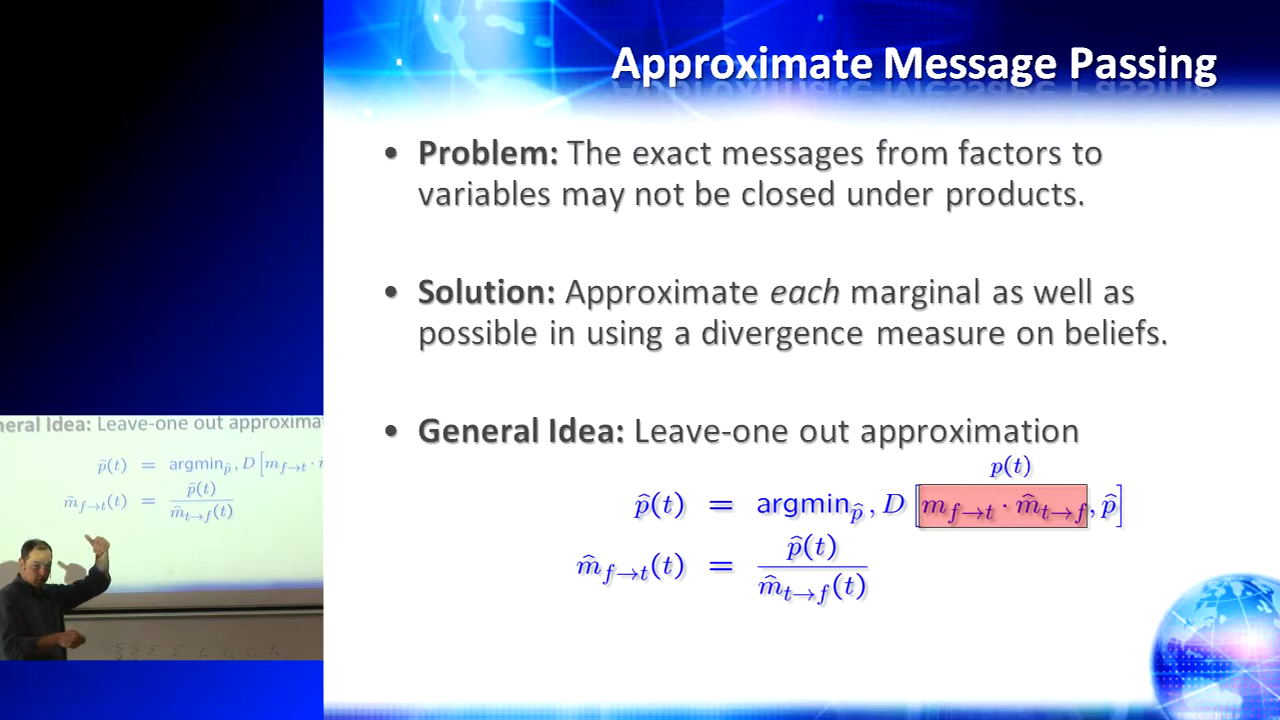 Approximate Message Passing
• Problem: The exact messages from factors to
variables may not be closed under products.
• Solution: Approximate each marginal as well as
possible in using a divergence measure on beliefs.
• General Idea: Leave-one out approximation
p(t)
p̂(t) = argmin_p̂ , D [m_{f→t} · m̂_{t→f}, p̂]
m̂_{f→t}(t) = p̂(t) / m̂_{t→f}(t)
neral Idea: Leave-one out approxima
p̂(t) = argmin_p̂ , D [m_{f→t} ·
m̂_{f→t}(t) = p̂(t) / m̂_{t→f}(t)